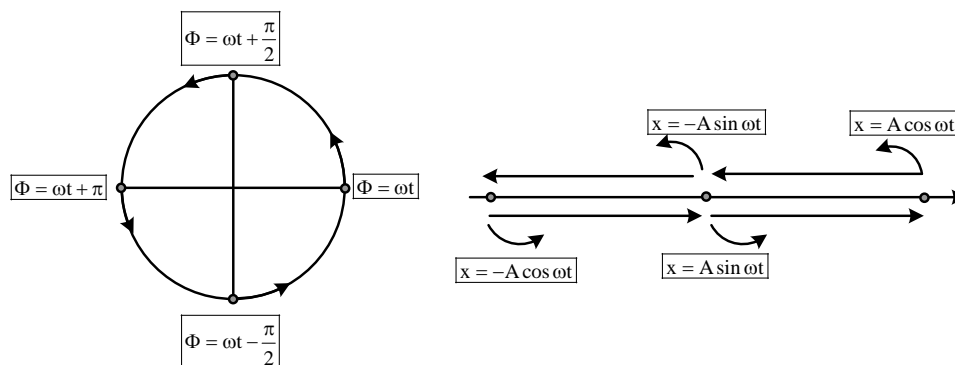 Φ = ωt + π/2
Φ = ωt + π
Φ = ωt
Φ = ωt − π/2
x = −A sin ωt
x = A cos ωt
x = −A cos ωt
x = A sin ωt